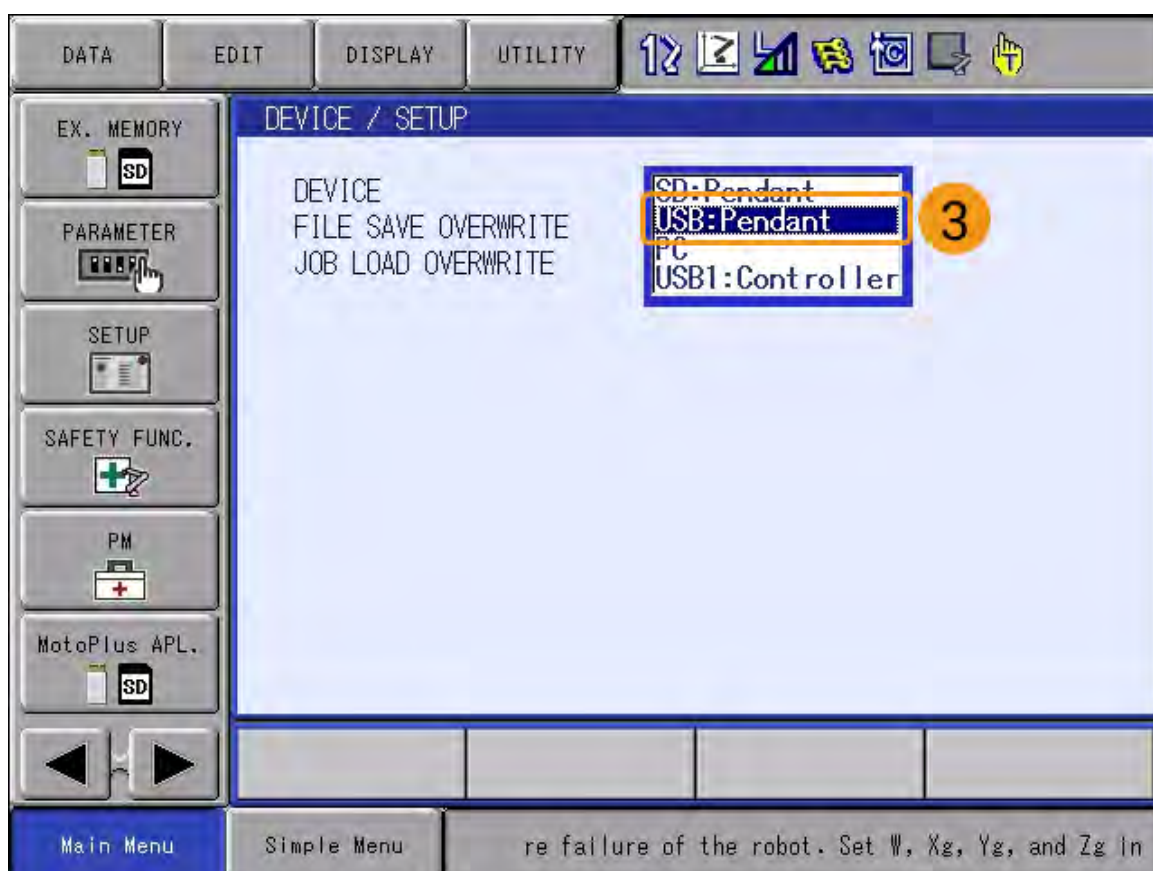 DATA EDIT DISPLAY UTILITY
EX. MEMORY
SD
PARAMETER
SETUP
SAFETY FUNC.
PM
MotoPlus APL.
SD
DEVICE / SETUP
DEVICE
FILE SAVE OVERWRITE
JOB LOAD OVERWRITE
SD:Pendant
USB:Pendant
PC
USB1:Controller
3
Main Menu Simple Menu re failure of the robot. Set W, Xg, Yg, and Zg in